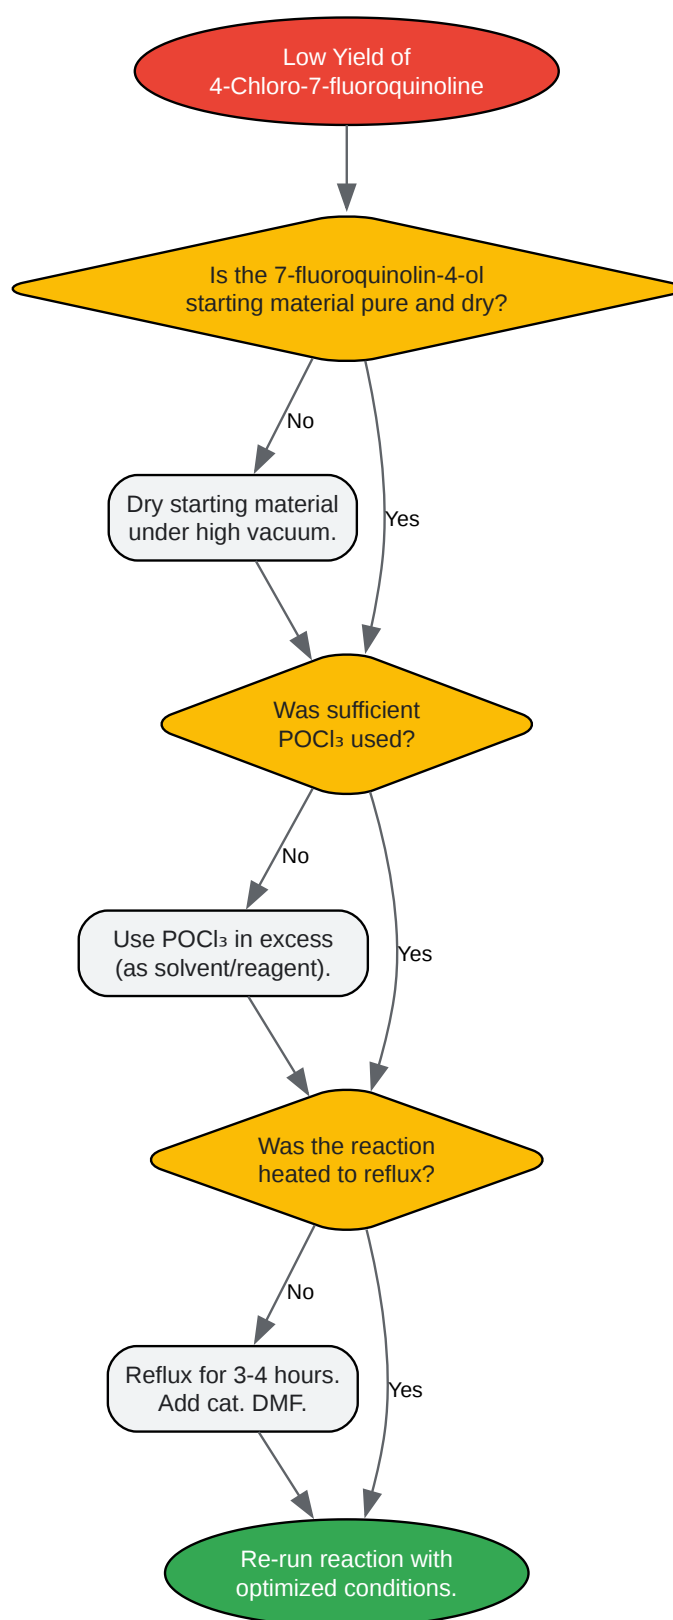 Low Yield of
4-Chloro-7-fluoroquinoline
Is the 7-fluoroquinolin-4-ol
starting material pure and dry?
No
Dry starting material
under high vacuum.
Yes
Was sufficient
POCl₃ used?
No
Use POCl₃ in excess
(as solvent/reagent).
Yes
Was the reaction
heated to reflux?
No
Reflux for 3-4 hours.
Add cat. DMF.
Yes
Re-run reaction with
optimized conditions.